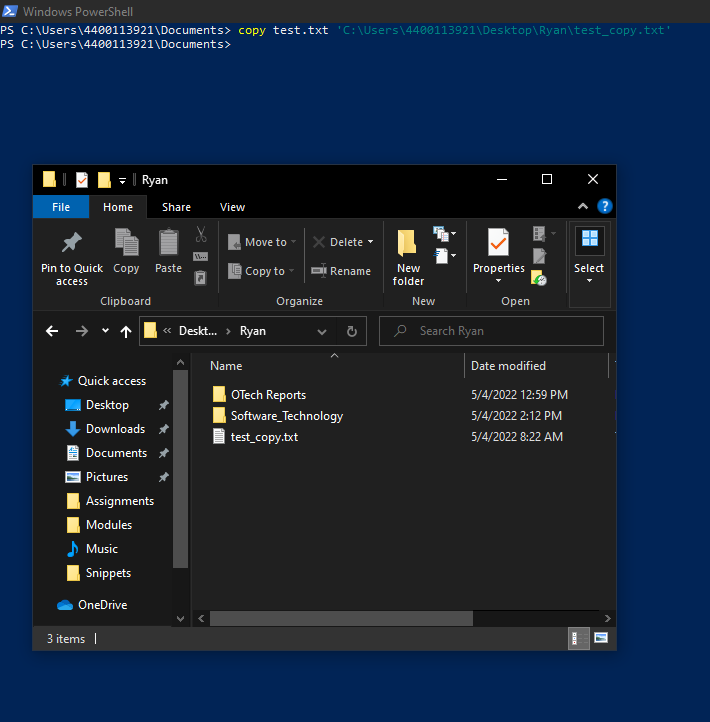 Windows PowerShell
PS C:\Users\4400113921\Documents> copy test.txt 'C:\Users\4400113921\Desktop\Ryan\test_copy.txt'
PS C:\Users\4400113921\Documents>
Ryan
File Home Share View
Pin to Quick access
Copy
Paste
Clipboard
Move to
Copy to
Delete
Rename
Organize
New folder
New
Properties
Open
Select
« Deskt... › Ryan
Search Ryan
Quick access
Desktop
Downloads
Documents
Pictures
Assignments
Modules
Music
Snippets
OneDrive
Name Date modified
OTech Reports 5/4/2022 12:59 PM
Software_Technology 5/4/2022 2:12 PM
test_copy.txt 5/4/2022 8:22 AM
3 items